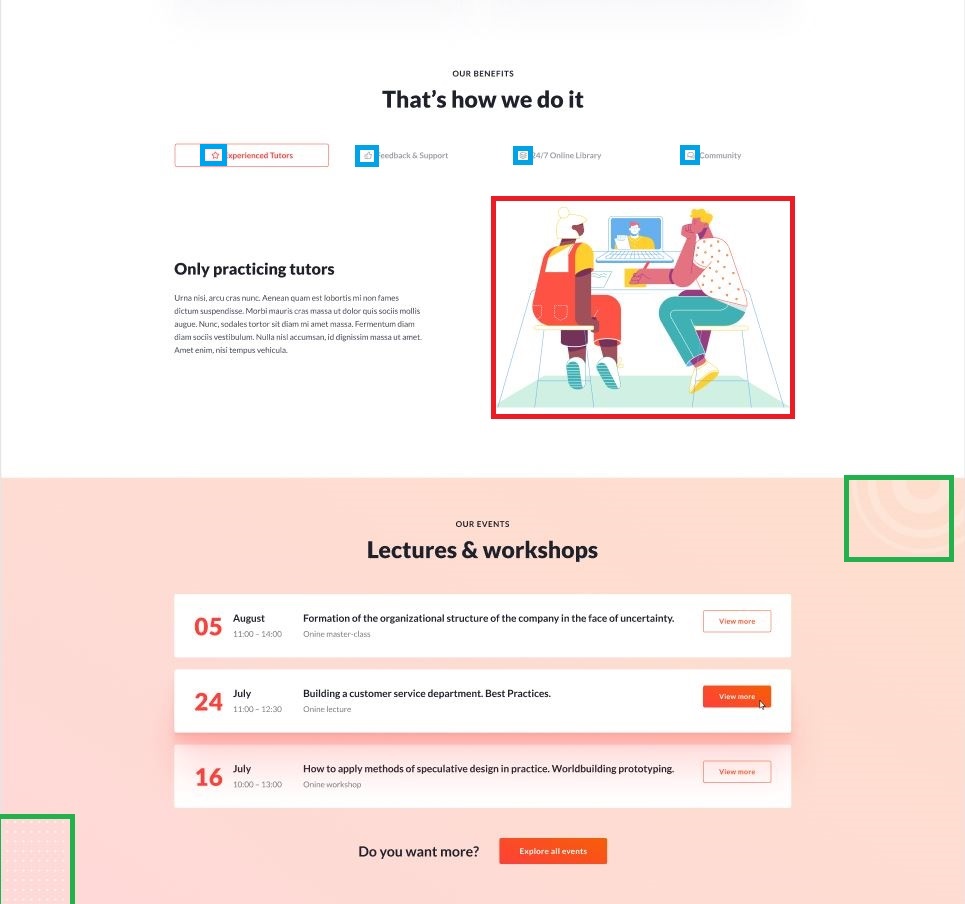 OUR BENEFITS
That's how we do it
xperienced Tutors
eedback & Support
24/7 Online Library
Community
Only practicing tutors
Urna nisi, arcu cras nunc. Aenean quam est lobortis mi non fames
dictum suspendisse. Morbi mauris cras massa ut dolor quis sociis mollis
augue. Nunc, sodales tortor sit diam mi amet massa. Fermentum diam
diam sociis vestibulum. Nulla nisl accumsan, id dignissim massa ut amet.
Amet enim, nisi tempus vehicula.
OUR EVENTS
Lectures & workshops
05 August
11:00 – 14:00
Formation of the organizational structure of the company in the face of uncertainty.
Onine master-class
View more
24 July
11:00 – 12:30
Building a customer service department. Best Practices.
Onine lecture
View more
16 July
10:00 – 13:00
How to apply methods of speculative design in practice. Worldbuilding prototyping.
Onine workshop
View more
Do you want more?
Explore all events